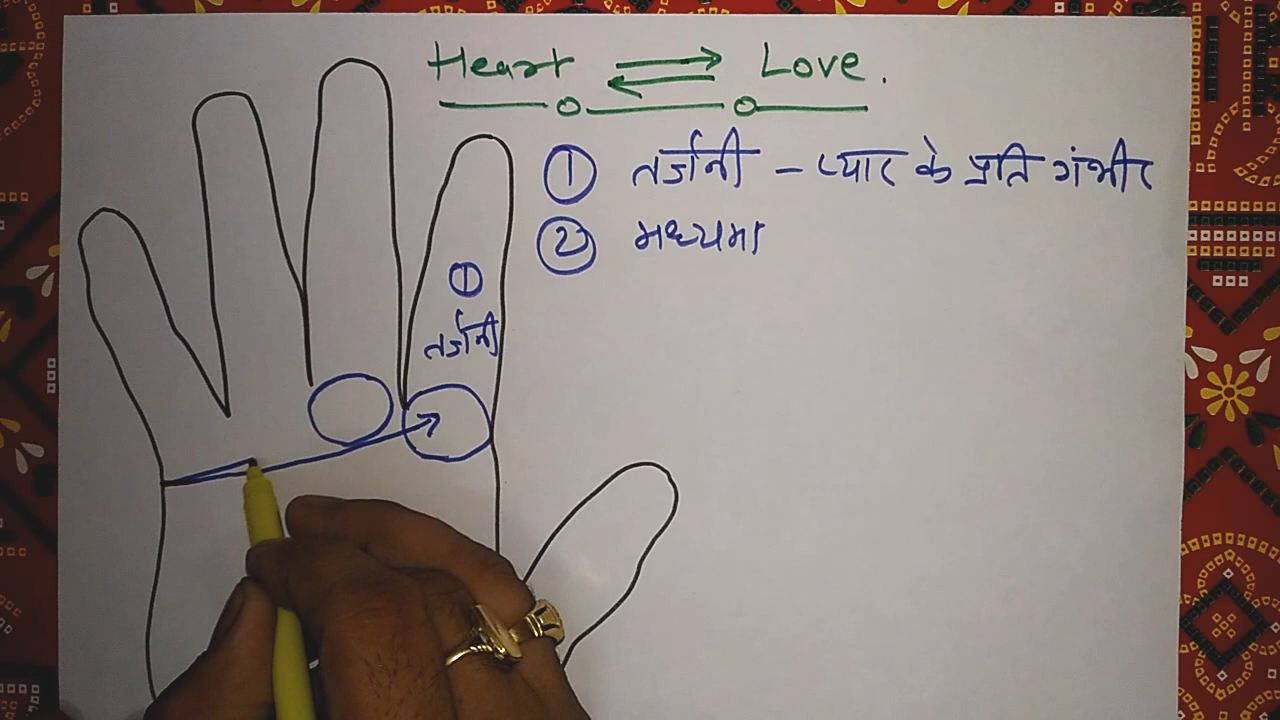 Heart ⇌ Love.
① तर्जनी – प्यार के प्रति गंभीर
② मध्यमा
①
तर्जनी